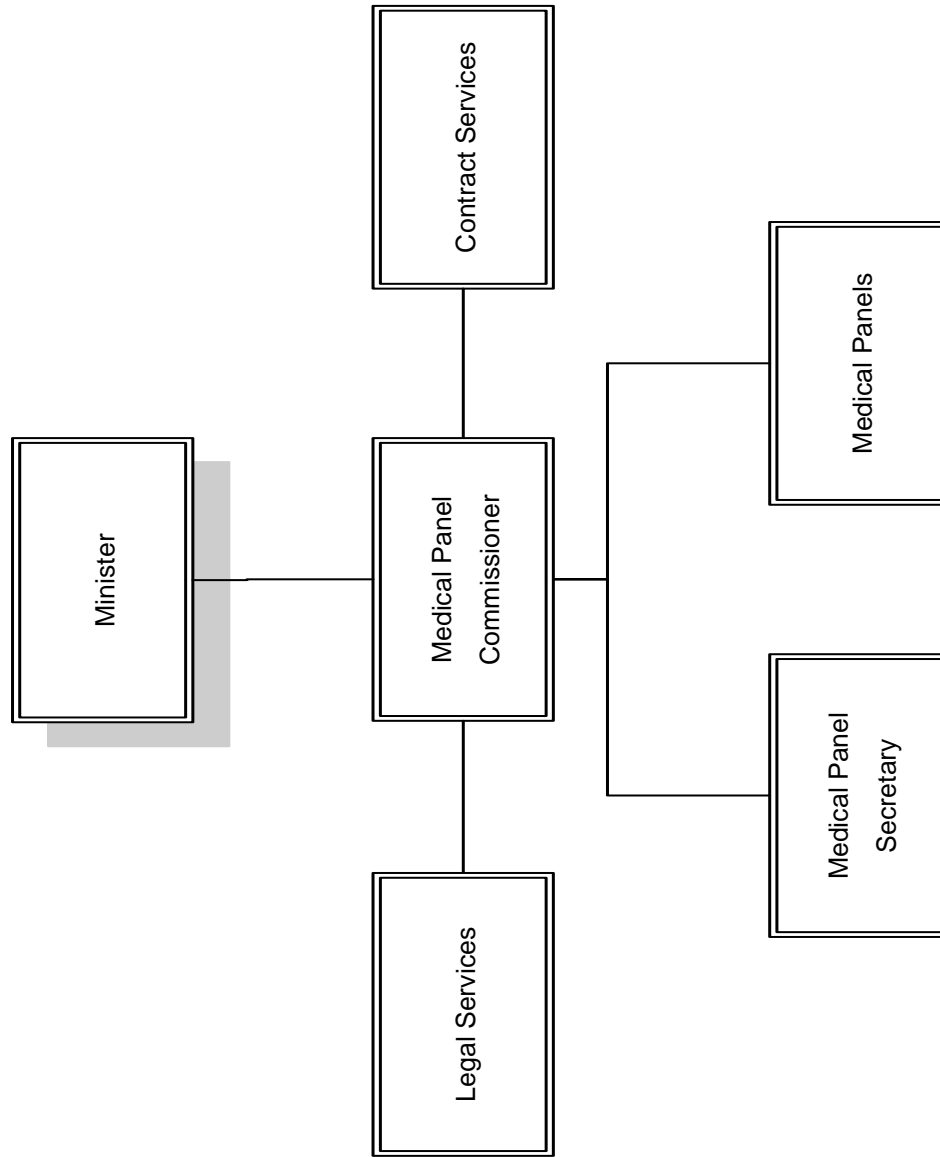 Minister
Legal Services
Medical Panel
Commissioner
Contract Services
Medical Panel
Secretary
Medical Panels